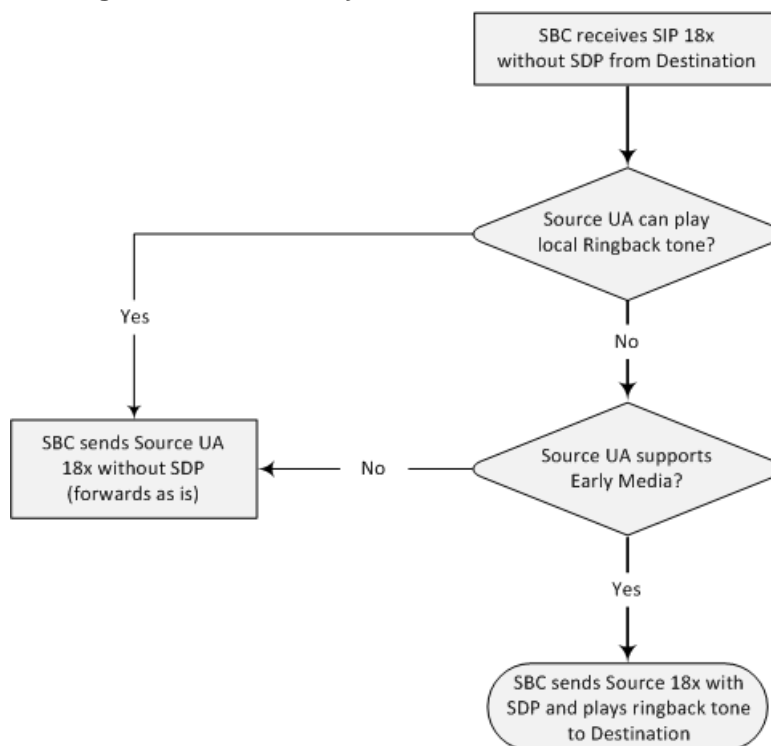 SBC receives SIP 18x
without SDP from Destination
Source UA can play
local Ringback tone?
Yes
No
SBC sends Source UA
18x without SDP
(forwards as is)
No
Source UA supports
Early Media?
Yes
SBC sends Source 18x with
SDP and plays ringback tone
to Destination